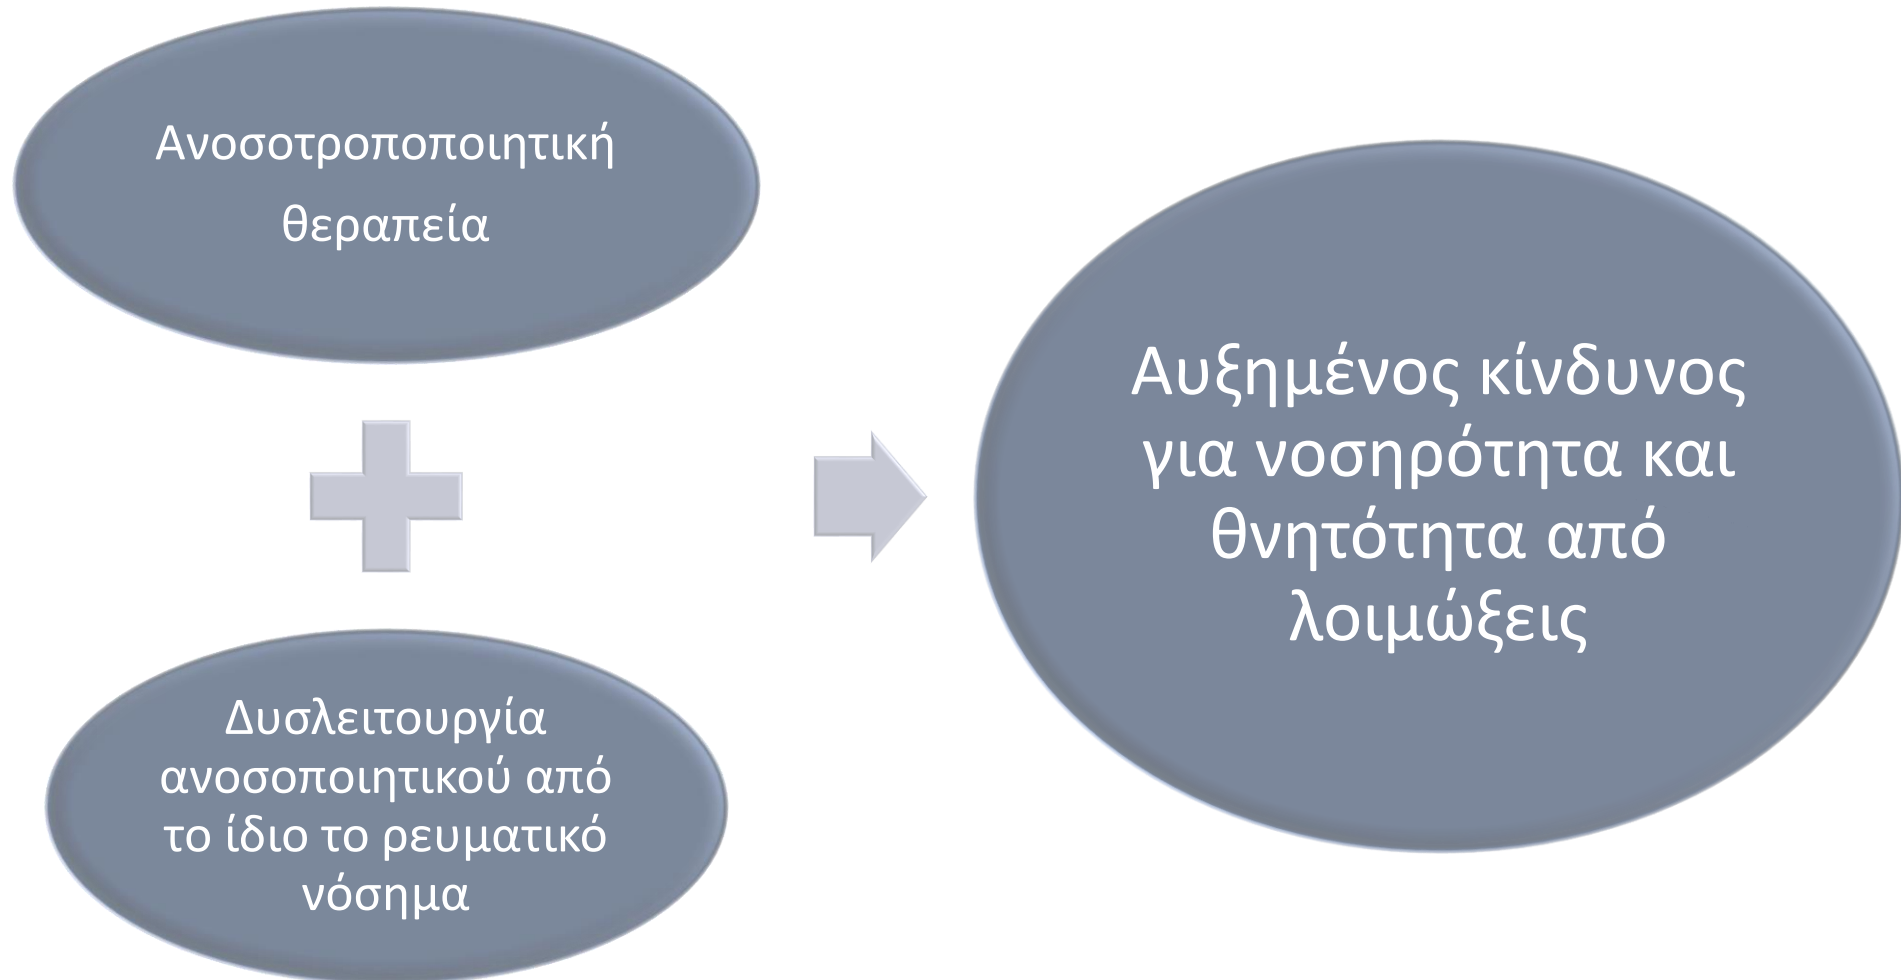 Ανοσοτροποποιητική
θεραπεία
Δυσλειτουργία
ανοσοποιητικού από
το ίδιο το ρευματικό
νόσημα
Αυξημένος κίνδυνος
για νοσηρότητα και
θνητότητα από
λοιμώξεις